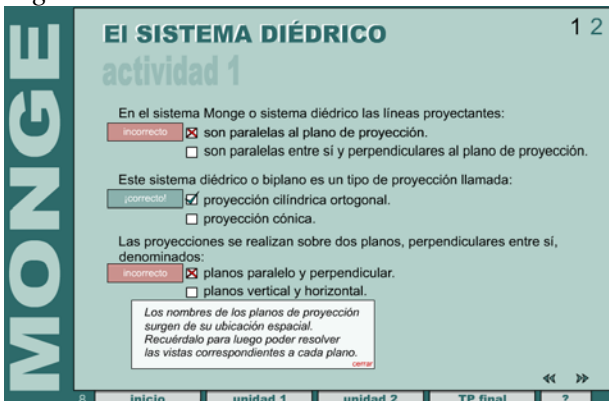 MONGE
El SISTEMA DIÉDRICO
1 2
actividad 1
En el sistema Monge o sistema diédrico las líneas proyectantes:
incorrecto son paralelas al plano de proyección.
son paralelas entre sí y perpendiculares al plano de proyección.
Este sistema diédrico o biplano es un tipo de proyección llamada:
¡correcto! proyección cilíndrica ortogonal.
proyección cónica.
Las proyecciones se realizan sobre dos planos, perpendiculares entre sí,
denominados:
incorrecto planos paralelo y perpendicular.
planos vertical y horizontal.
Los nombres de los planos de proyección
surgen de su ubicación espacial.
Recuérdalo para luego poder resolver
las vistas correspondientes a cada plano.
cerrar
8 inicio unidad 1 unidad 2 TP final ?